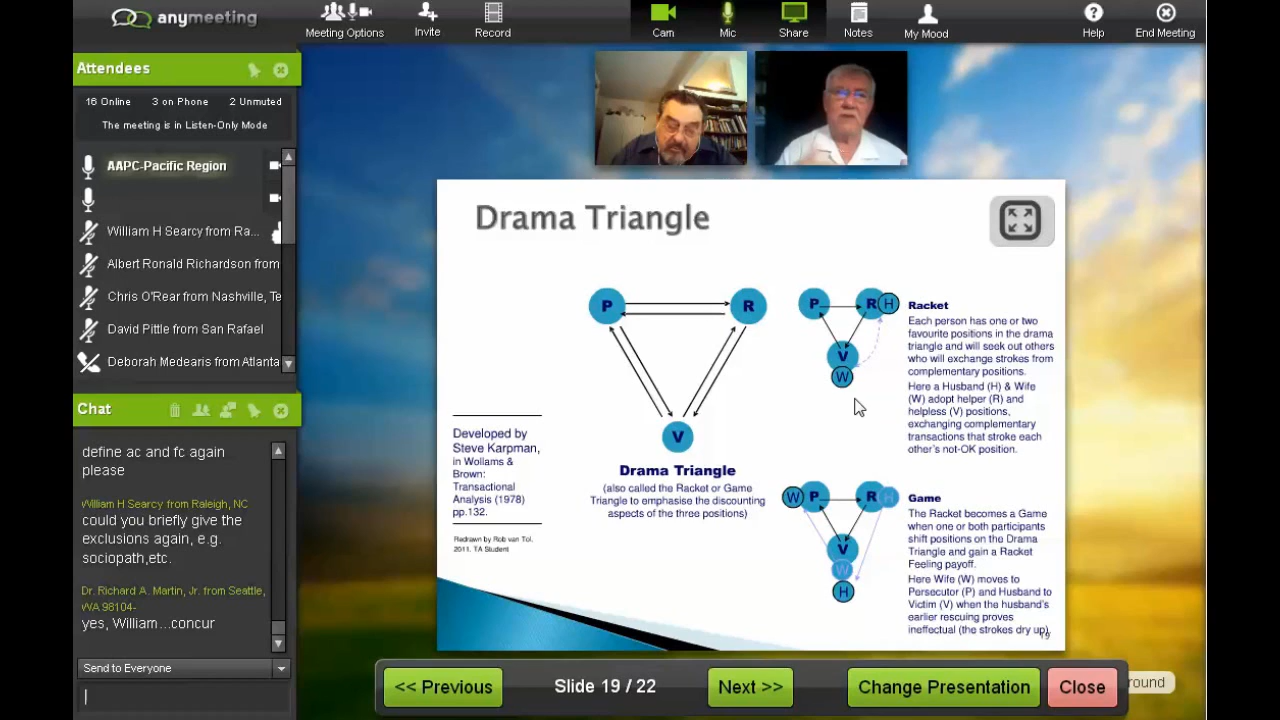 anymeeting
Meeting Options
Invite
Record
Cam
Mic
Share
Notes
My Mood
Help
End Meeting
Attendees
16 Online 3 on Phone 2 Unmuted
The meeting is in Listen-Only Mode
AAPC-Pacific Region
William H Searcy from Ra...
Albert Ronald Richardson from
Chris O'Rear from Nashville, Te
David Pittle from San Rafael
Deborah Medearis from Atlanta
Chat
define ac and fc again
please
William H Searcy from Raleigh, NC
could you briefly give the
exclusions again, e.g.
sociopath,etc.
Dr. Richard A. Martin, Jr. from Seattle,
WA 98104-
yes, William...concur
Send to Everyone
Drama Triangle
P
R
V
Developed by
Steve Karpman,
in Wollams &
Brown:
Transactional
Analysis (1978)
pp.132.
Redrawn by Rob van Tol.
2011. TA Student
Drama Triangle
(also called the Racket or Game
Triangle to emphasise the discounting
aspects of the three positions)
P
R H
V
W
Racket
Each person has one or two
favourite positions in the drama
triangle and will seek out others
who will exchange strokes from
complementary positions.
Here a Husband (H) & Wife
(W) adopt helper (R) and
helpless (V) positions,
exchanging complementary
transactions that stroke each
other's not-OK position.
W P
R H
V
W
H
Game
The Racket becomes a Game
when one or both participants
shift positions on the Drama
Triangle and gain a Racket
Feeling payoff.
Here Wife (W) moves to
Persecutor (P) and Husband to
Victim (V) when the husband's
earlier rescuing proves
ineffectual (the strokes dry up)
19
<< Previous
Slide 19 / 22
Next >>
Change Presentation
Close
round